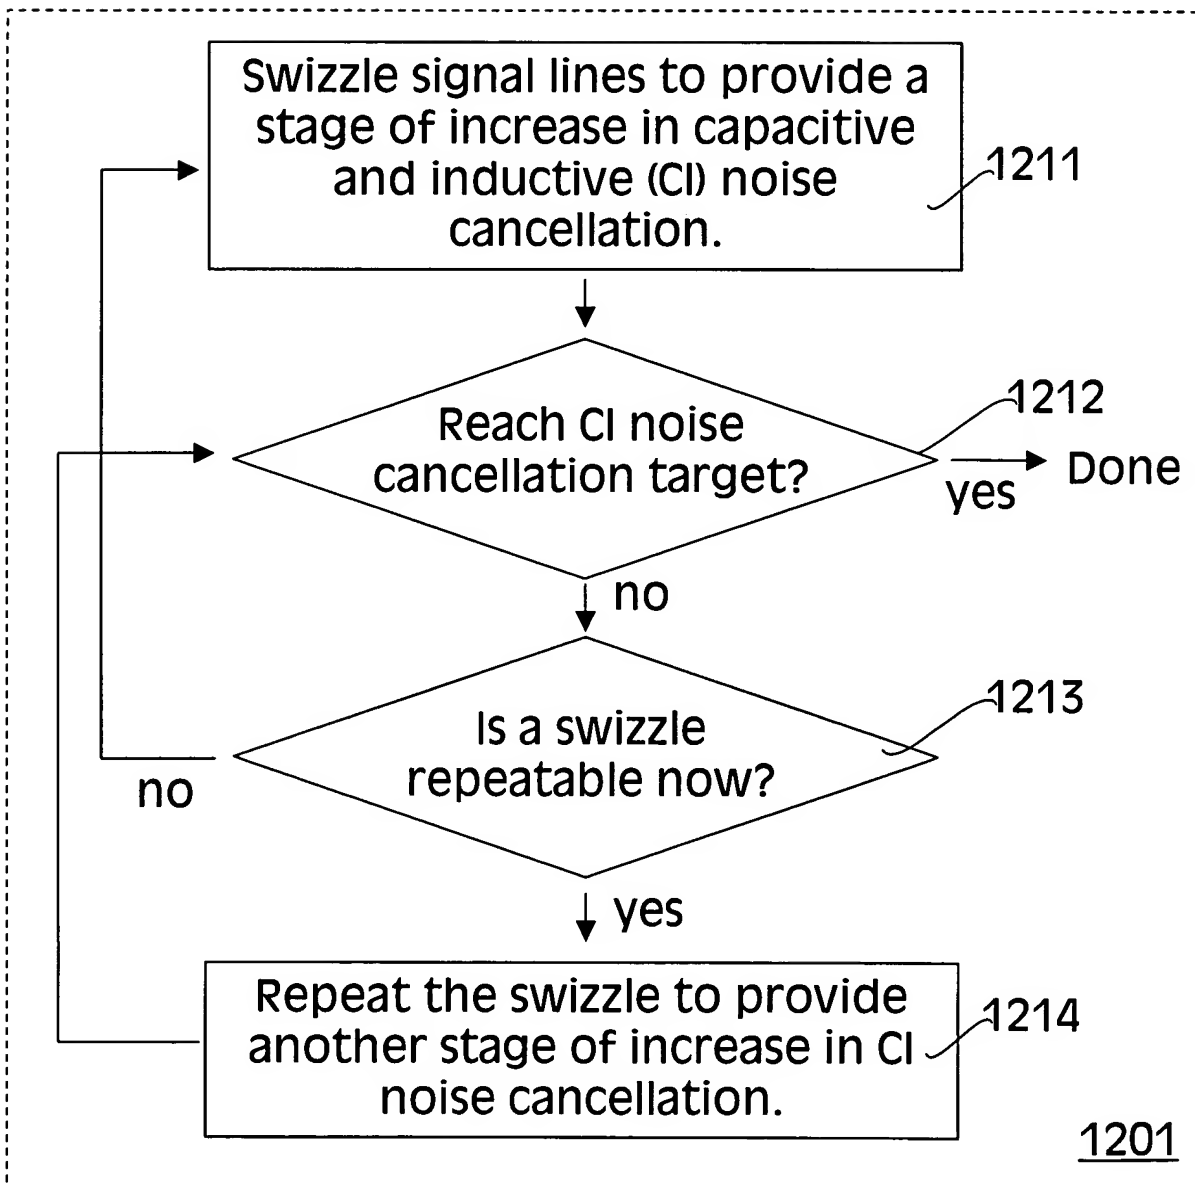 Swizzle signal lines to provide a
stage of increase in capacitive
and inductive (CI) noise
cancellation.
1211
Reach CI noise
cancellation target?
1212
yes
Done
no
Is a swizzle
repeatable now?
1213
no
yes
Repeat the swizzle to provide
another stage of increase in CI
noise cancellation.
1214
1201